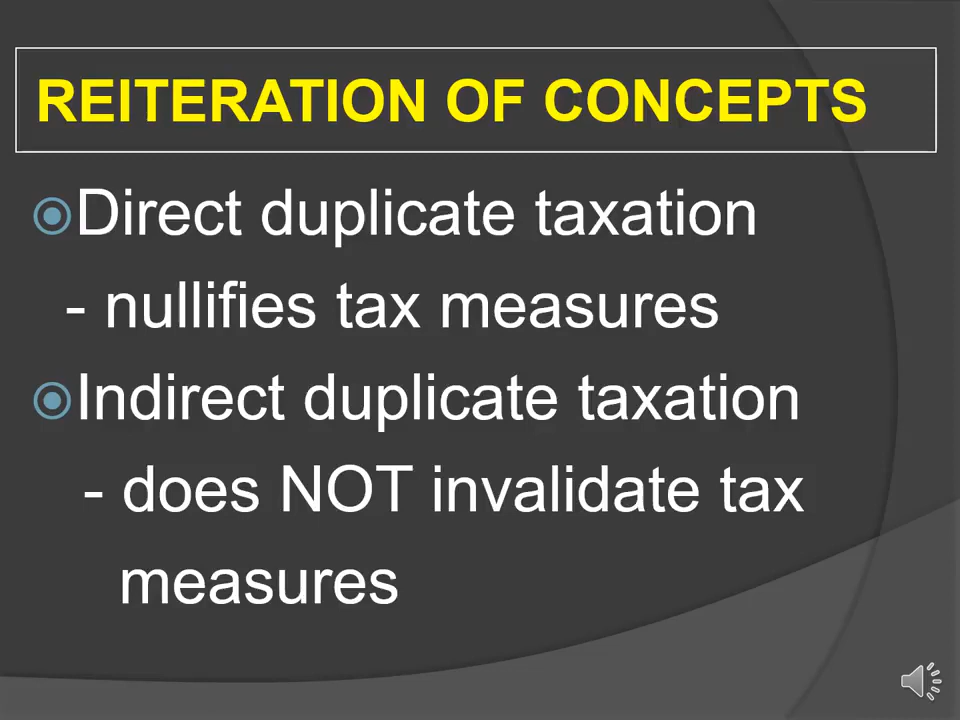 REITERATION OF CONCEPTS
Direct duplicate taxation
- nullifies tax measures
Indirect duplicate taxation
- does NOT invalidate tax
measures